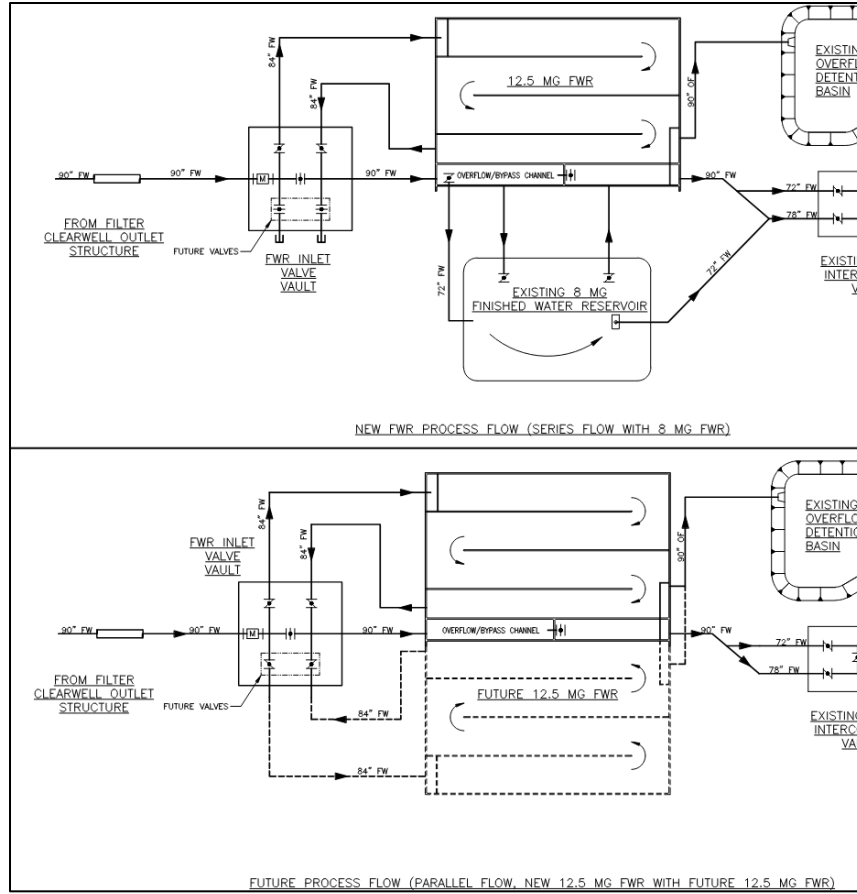 84" FW
84" FW
12.5 MG FWR
90" OF
EXISTIN
OVERFL
DETENT
BASIN
90" FW
90" FW
M
90" FW
OVERFLOW/BYPASS CHANNEL
90" FW
72" FW
78" FW
FROM FILTER
CLEARWELL OUTLET
STRUCTURE
FUTURE VALVES
FWR INLET
VALVE
VAULT
72" FW
EXISTING 8 MG
FINISHED WATER RESERVOIR
72" FW
EXISTI
INTER
V
NEW FWR PROCESS FLOW (SERIES FLOW WITH 8 MG FWR)
84" FW
84" FW
FWR INLET
VALVE
VAULT
90" OF
EXISTING
OVERFLO
DETENTIO
BASIN
90" FW
90" FW
M
90" FW
OVERFLOW/BYPASS CHANNEL
90" FW
72" FW
78" FW
FROM FILTER
CLEARWELL OUTLET
STRUCTURE
FUTURE VALVES
84" FW
FUTURE 12.5 MG FWR
84" FW
EXISTING
INTERC
VA
FUTURE PROCESS FLOW (PARALLEL FLOW, NEW 12.5 MG FWR WITH FUTURE 12.5 MG FWR)